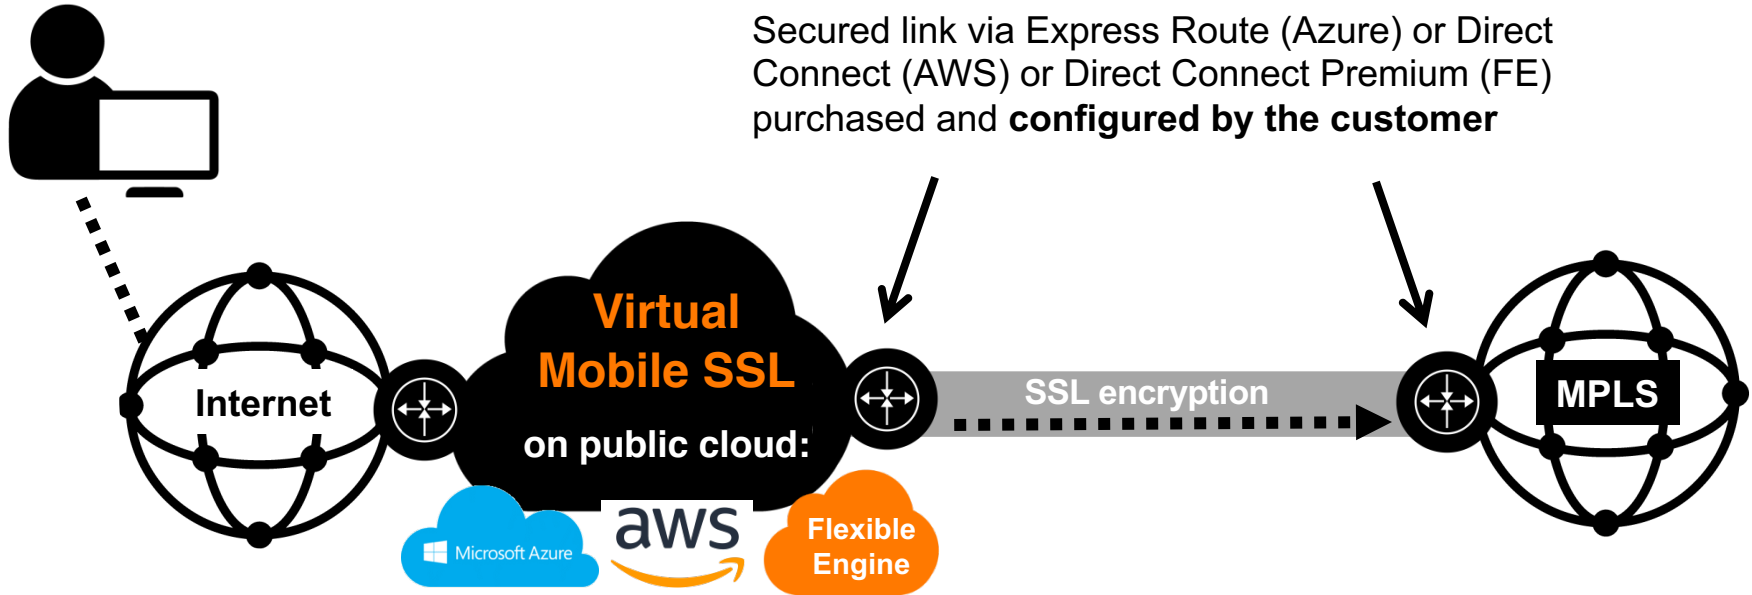 Secured link via Express Route (Azure) or Direct
Connect (AWS) or Direct Connect Premium (FE)
purchased and configured by the customer
Virtual
Mobile SSL
on public cloud:
Internet
SSL encryption
MPLS
Microsoft Azure
aws
Flexible
Engine